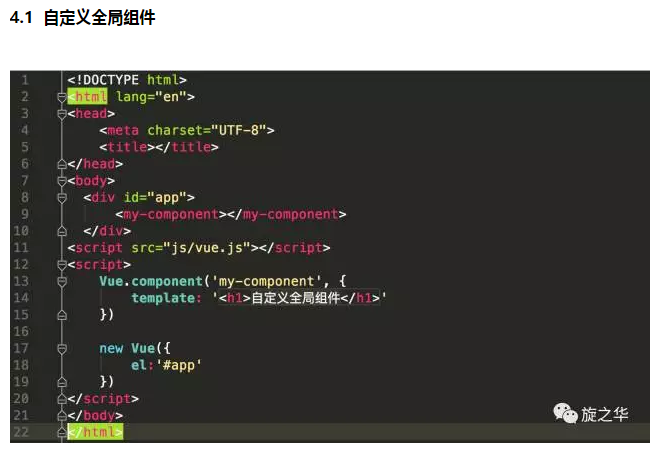 4.1 自定义全局组件
1 <!DOCTYPE html>
2 <html lang="en">
3 <head>
4 <meta charset="UTF-8">
5 <title></title>
6 </head>
7 <body>
8 <div id="app">
9 <my-component></my-component>
10 </div>
11 <script src="js/vue.js"></script>
12 <script>
13 Vue.component('my-component', {
14 template: '<h1>自定义全局组件</h1>'
15 })
16
17 new Vue({
18 el:'#app'
19 })
20 </script>
21 </body>
22 </html>
旋之华